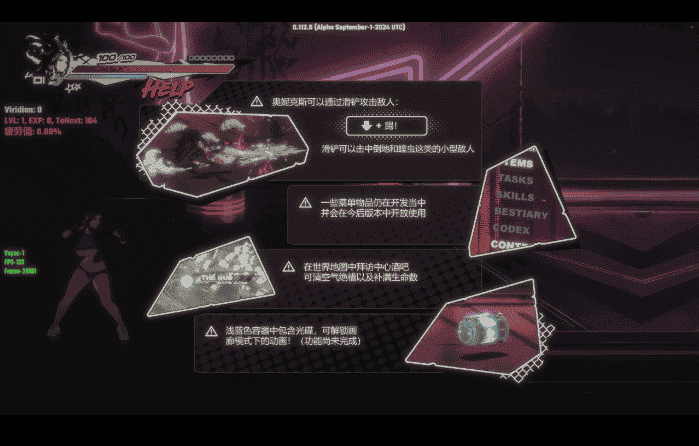 0.112.0 (Alpha September-1-2024 UTC)
100/100
01
HELP
Viridian: 0
LVL: 1, EXP: 0, ToNext: 104
疲劳值: 0.00%
奥妮克斯可以通过滑铲攻击敌人:
+ 踢!
滑铲可以击中倒地和蠕虫这类的小型敌人
ITEMS
TASKS
SKILLS
BESTIARY
CODEX
一些菜单物品仍在开发当中
并会在今后版本中开放使用
Vsync-1
THE HUB
在世界地图中拜访中心酒吧
可清空气绝槽以及补满生命数
浅蓝色容器中包含光碟，可解锁画
廊模式下的动画！（功能尚未完成）